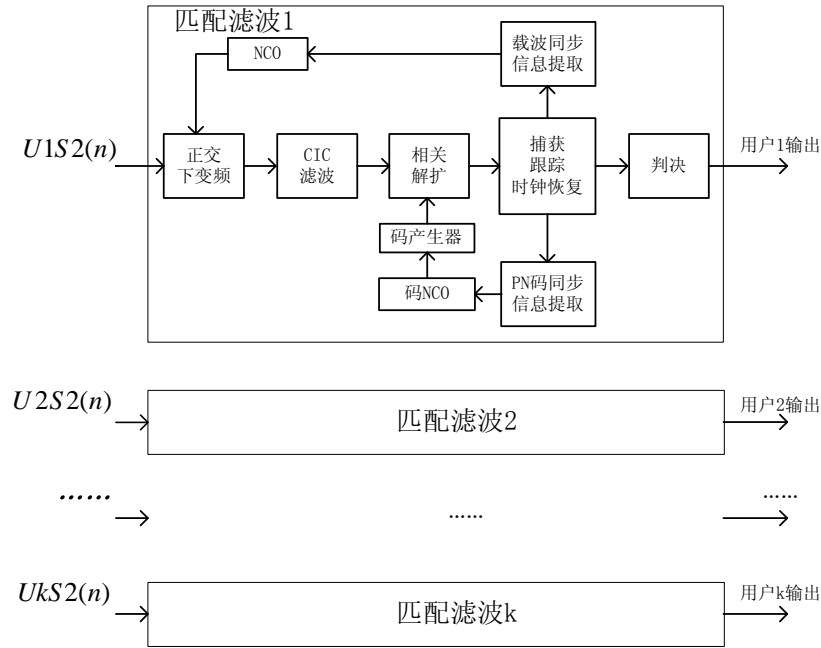 匹配滤波1
NCO
载波同步
信息提取
U1S2(n)
正交
下变频
CIC
滤波
相关
解扩
捕获
跟踪
时钟恢复
判决
用户1输出
码产生器
码NCO
PN码同步
信息提取
U2S2(n)
匹配滤波2
用户2输出
……
……
……
UkS2(n)
匹配滤波k
用户k输出